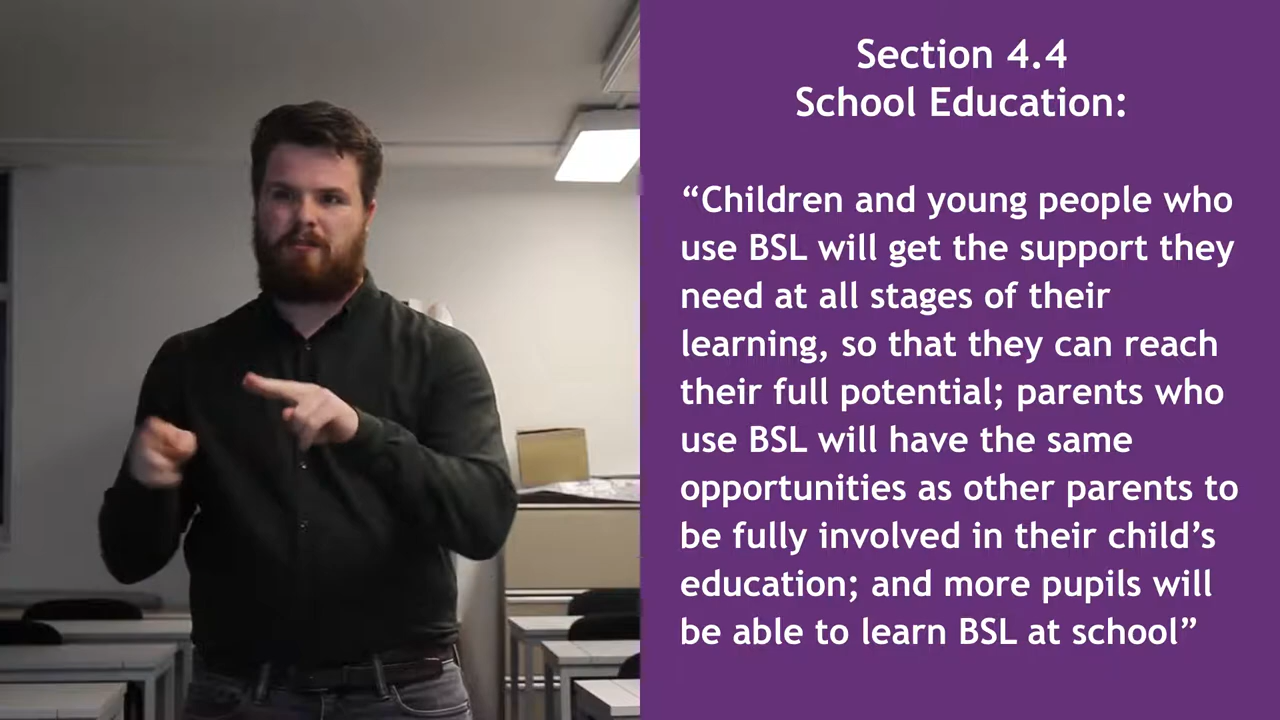 Section 4.4
School Education:
“Children and young people who
use BSL will get the support they
need at all stages of their
learning, so that they can reach
their full potential; parents who
use BSL will have the same
opportunities as other parents to
be fully involved in their child’s
education; and more pupils will
be able to learn BSL at school”